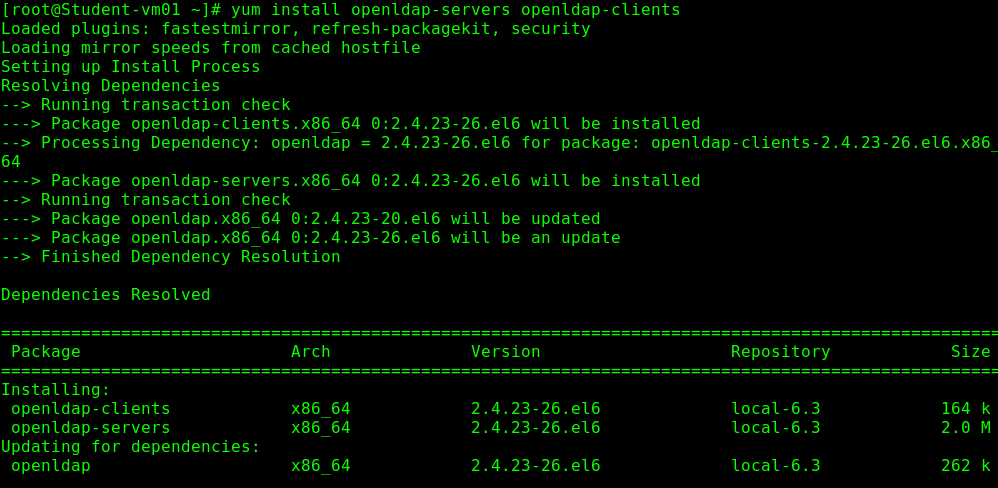 [root@Student-vm01 ~]# yum install openldap-servers openldap-clients
Loaded plugins: fastestmirror, refresh-packagekit, security
Loading mirror speeds from cached hostfile
Setting up Install Process
Resolving Dependencies
--> Running transaction check
---> Package openldap-clients.x86_64 0:2.4.23-26.el6 will be installed
--> Processing Dependency: openldap = 2.4.23-26.el6 for package: openldap-clients-2.4.23-26.el6.x86_
64
---> Package openldap-servers.x86_64 0:2.4.23-26.el6 will be installed
--> Running transaction check
---> Package openldap.x86_64 0:2.4.23-20.el6 will be updated
---> Package openldap.x86_64 0:2.4.23-26.el6 will be an update
--> Finished Dependency Resolution

Dependencies Resolved

====================================================================================================
 Package                    Arch              Version                   Repository            Size
====================================================================================================
Installing:
 openldap-clients            x86_64            2.4.23-26.el6             local-6.3            164 k
 openldap-servers            x86_64            2.4.23-26.el6             local-6.3            2.0 M
Updating for dependencies:
 openldap                    x86_64            2.4.23-26.el6             local-6.3            262 k